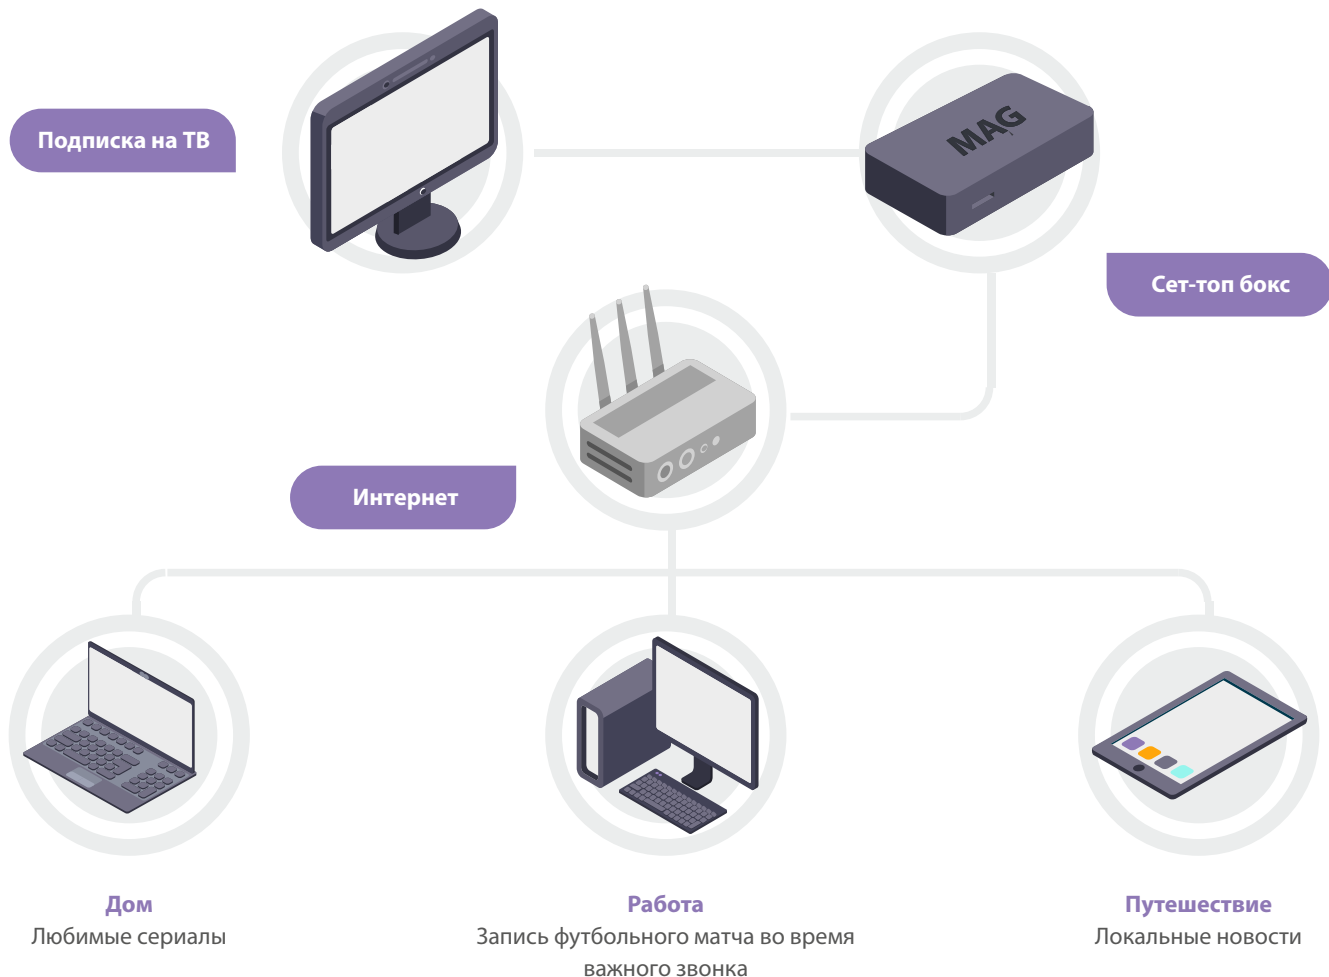 Подписка на ТВ
MAG
Сет-топ бокс
Интернет
Дом
Любимые сериалы
Работа
Запись футбольного матча во время
важного звонка
Путешествие
Локальные новости